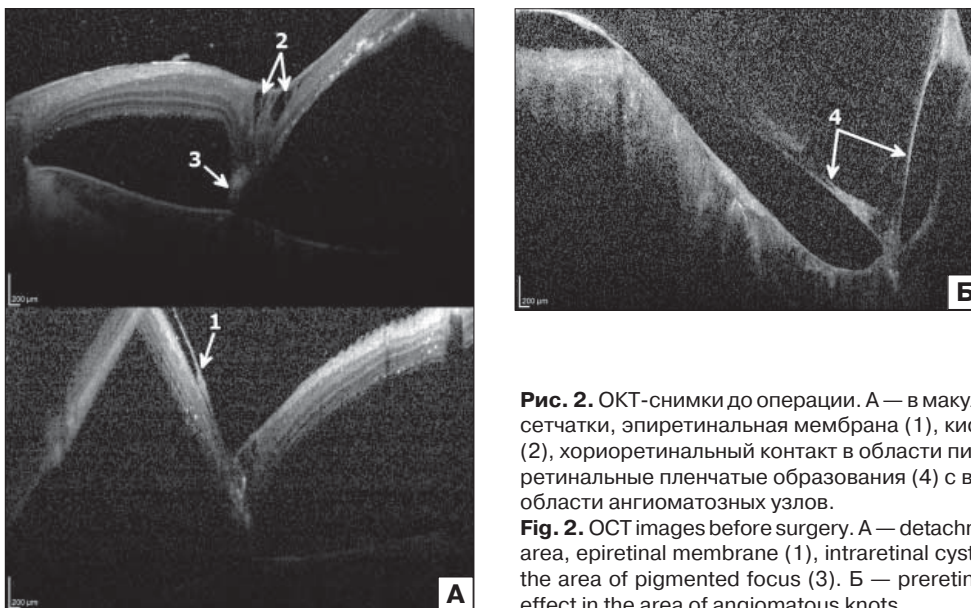 2
3
200 µm
1
200 µm
А
4
200 µm
Б
Рис. 2. ОКТ-снимки до операции. А — в маку
сетчатки, эпиретинальная мембрана (1), кис
(2), хориоретинальный контакт в области пи
ретинальные пленчатые образования (4) с в
области ангиоматозных узлов.
Fig. 2. OCT images before surgery. A — detachm
area, epiretinal membrane (1), intraretinal cyst
the area of pigmented focus (3). Б — preretin
effect in the area of angiomatous knots.